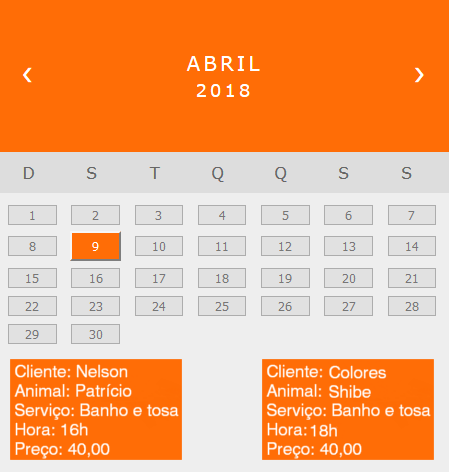 ‹ ABRIL ›
2018
D S T Q Q S S
1 2 3 4 5 6 7
8 9 10 11 12 13 14
15 16 17 18 19 20 21
22 23 24 25 26 27 28
29 30
Cliente: Nelson
Animal: Patrício
Serviço: Banho e tosa
Hora: 16h
Preço: 40,00
Cliente: Colores
Animal: Shibe
Serviço: Banho e tosa
Hora: 18h
Preço: 40,00